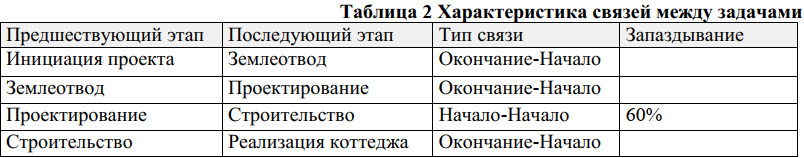 Таблица 2 Характеристика связей между задачами
Предшествующий этап Последующий этап Тип связи Запаздывание
Инициация проекта Землеотвод Окончание-Начало
Землеотвод Проектирование Окончание-Начало
Проектирование Строительство Начало-Начало 60%
Строительство Реализация коттеджа Окончание-Начало